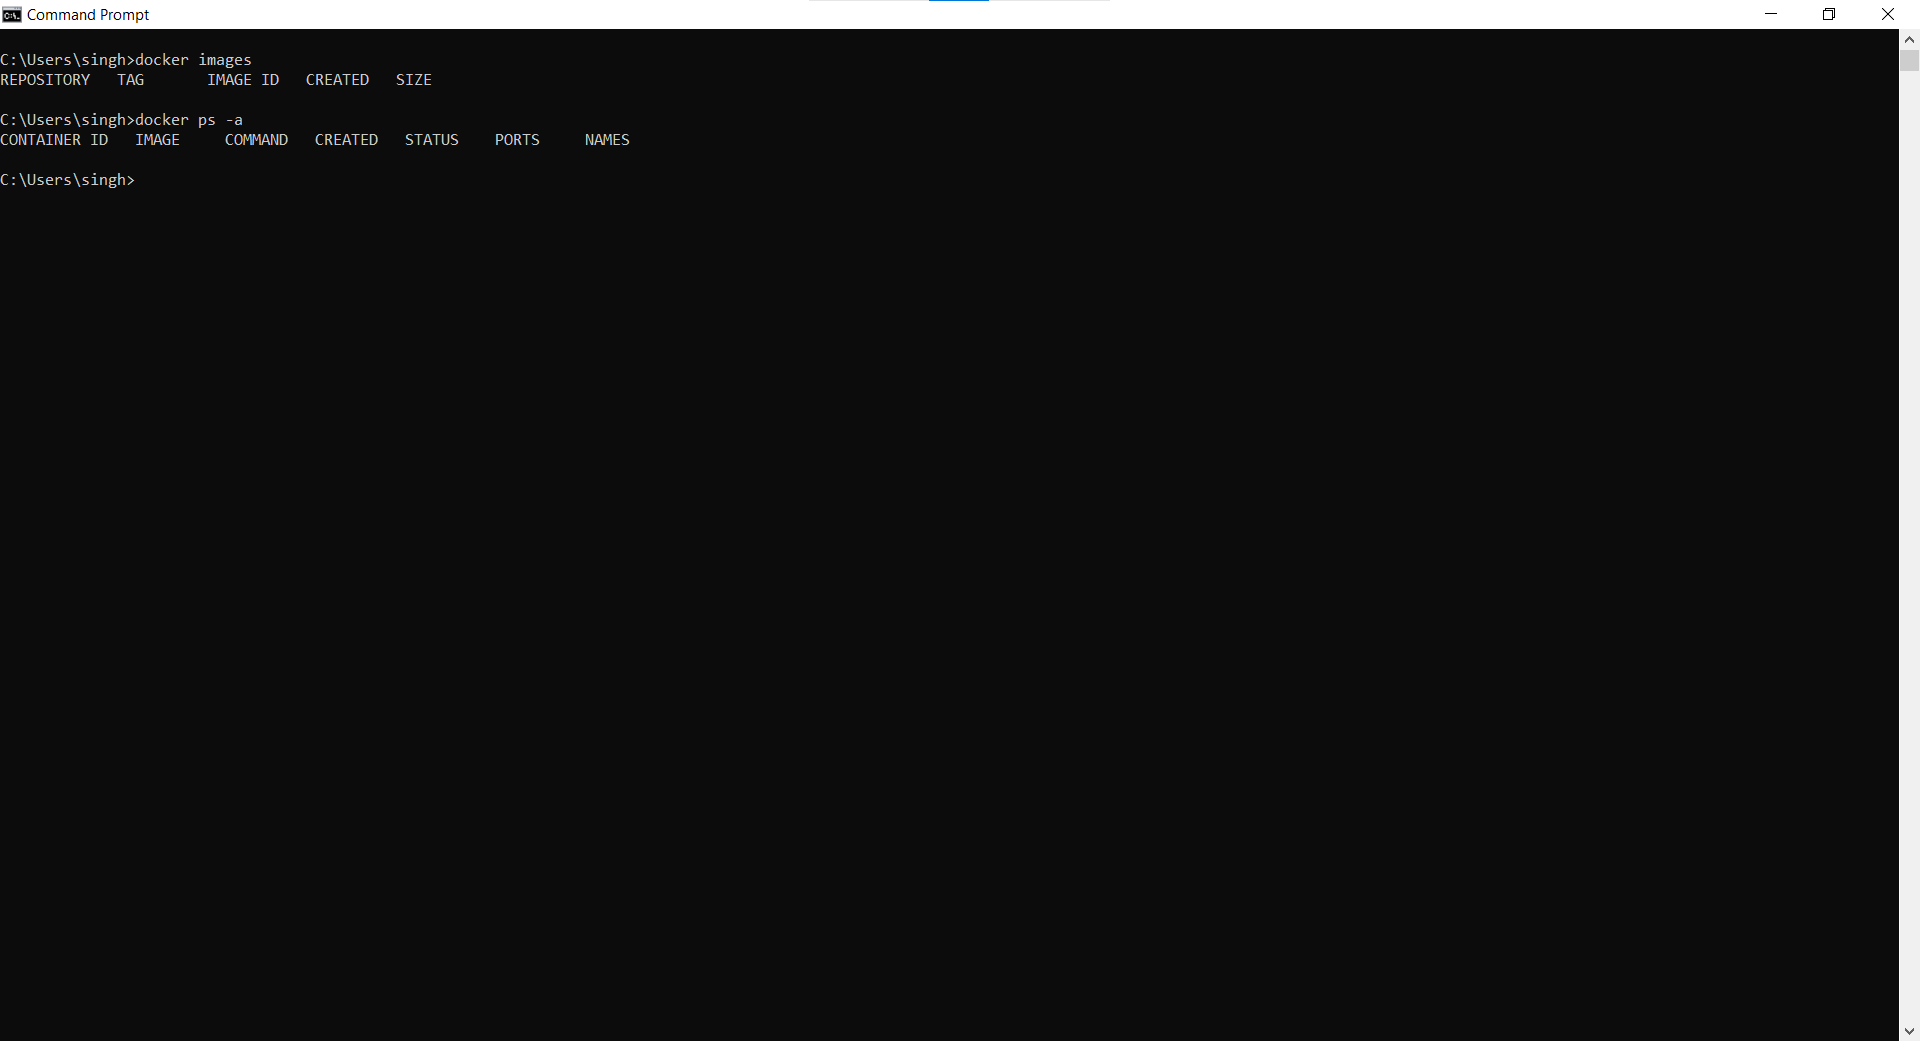 Command Prompt
C:\Users\singh>docker images
REPOSITORY   TAG       IMAGE ID   CREATED   SIZE
C:\Users\singh>docker ps -a
CONTAINER ID   IMAGE     COMMAND   CREATED   STATUS    PORTS     NAMES
C:\Users\singh>